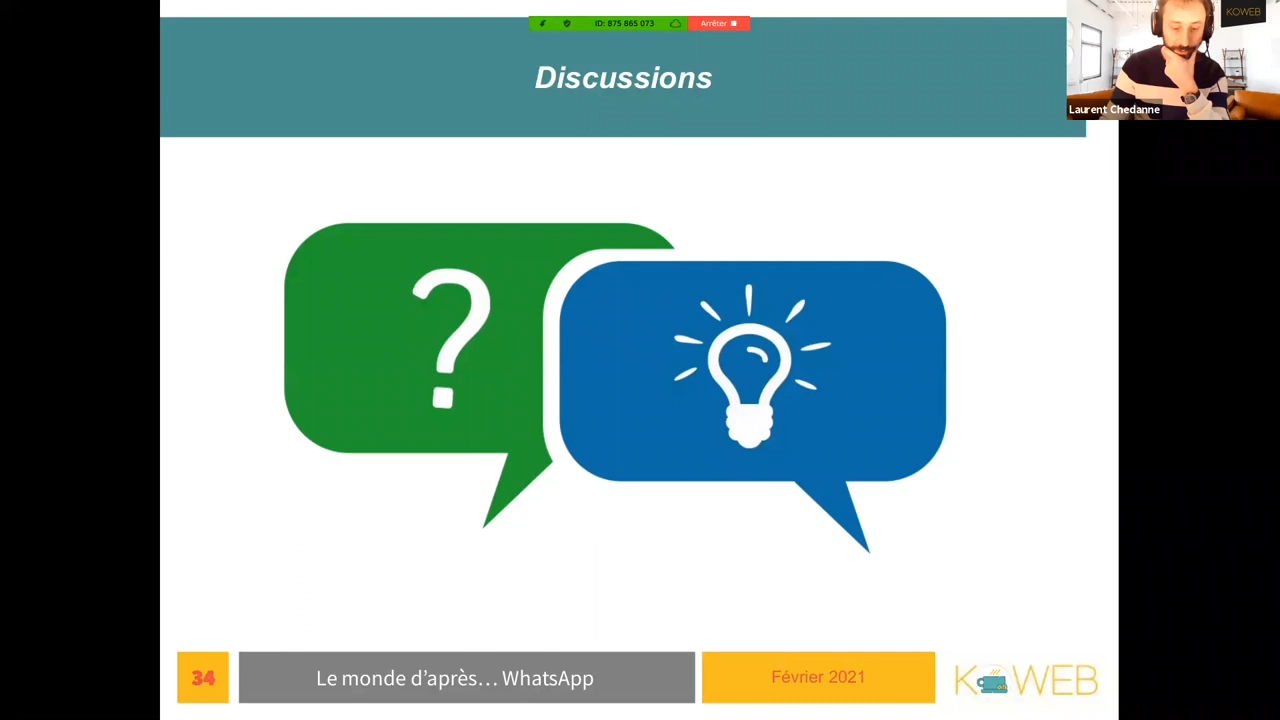 ID: 875 865 073
Arrêter
KOWEB
Discussions
Laurent Chedanne
?
34
Le monde d'après... WhatsApp
Février 2021
KOWEB